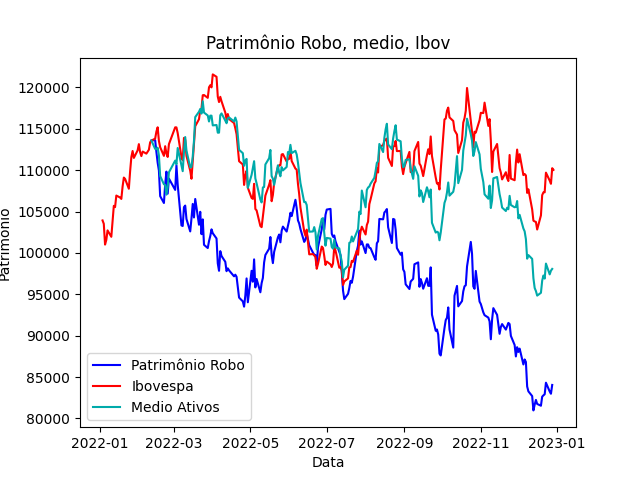 Patrimônio Robo, medio, Ibov
120000
115000
110000
105000
100000
95000
90000
85000
80000
Patrimonio
Patrimônio Robo
Ibovespa
Medio Ativos
2022-01
2022-03
2022-05
2022-07
2022-09
2022-11
2023-01
Data